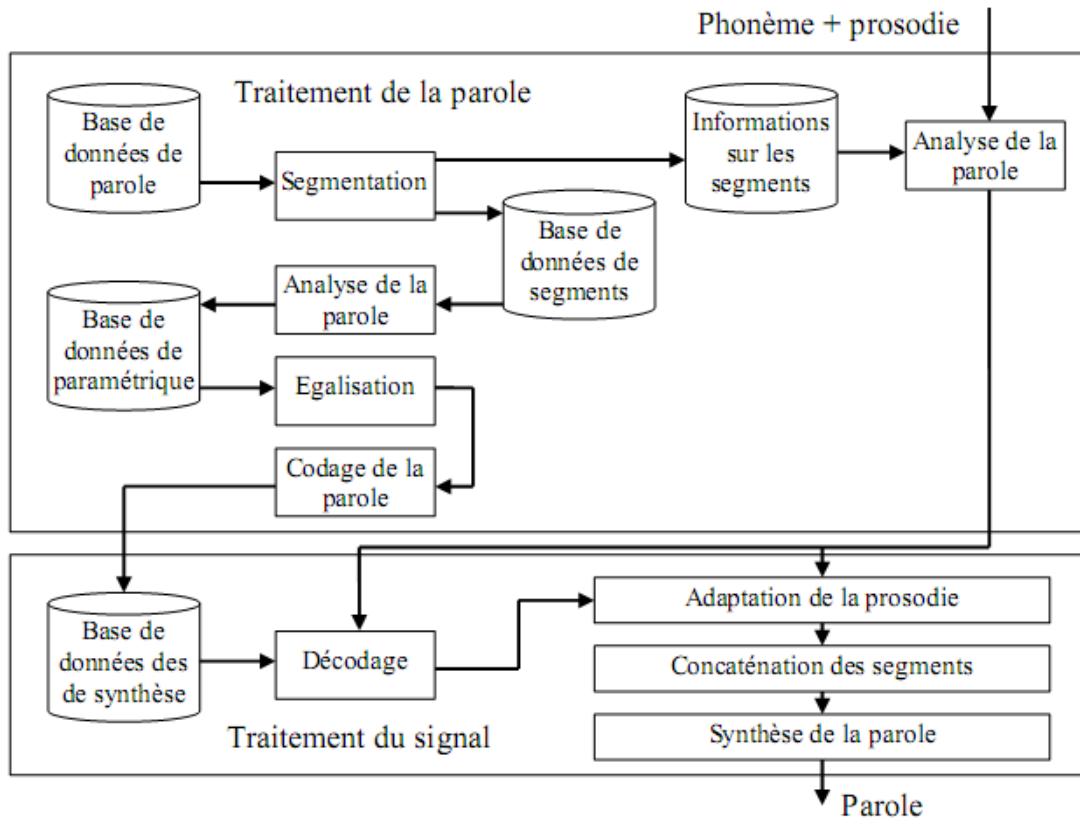 Phonème + prosodie
Traitement de la parole
Base de
données de
parole
Segmentation
Informations
sur les
segments
Analyse de la
parole
Base de
données de
segments
Analyse de la
parole
Base de
données de
paramétrique
Egalisation
Codage de la
parole
Base de
données des
de synthèse
Décodage
Adaptation de la prosodie
Concaténation des segments
Synthèse de la parole
Traitement du signal
Parole